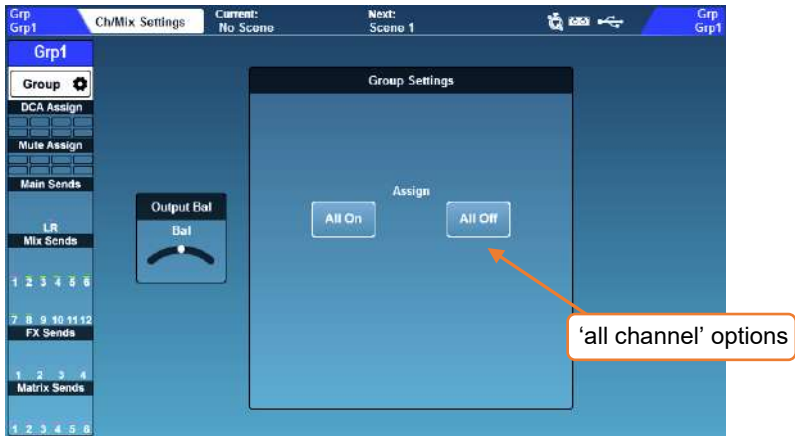 Grp
Grp1
Ch/Mix Settings
Current:
No Scene
Next:
Scene 1
Grp
Grp1
Grp1
Group
DCA Assign
Mute Assign
Main Sends
LR
Mix Sends
1 2 3 4 5 6
7 8 9 10 11 12
FX Sends
1 2 3 4
Matrix Sends
1 2 3 4 5 6
Output Bal
Bal
Group Settings
Assign
All On
All Off
‘all channel’ options